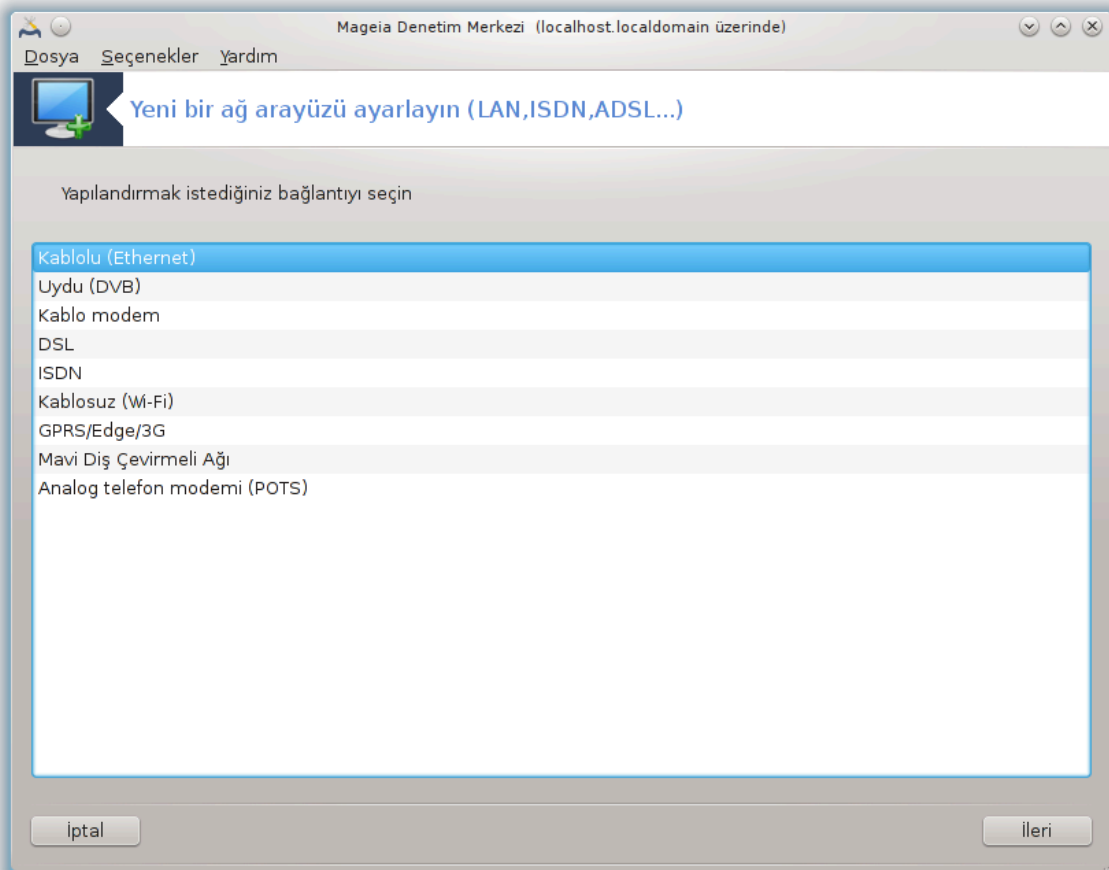 Mageia Denetim Merkezi (localhost.localdomain üzerinde)
Dosya Seçenekler Yardım
Yeni bir ağ arayüzü ayarlayın (LAN,ISDN,ADSL...)
Yapılandırmak istediğiniz bağlantıyı seçin
Kablolu (Ethernet)
Uydu (DVB)
Kablo modem
DSL
ISDN
Kablosuz (Wi-Fi)
GPRS/Edge/3G
Mavi Diş Çevirmeli Ağı
Analog telefon modemi (POTS)
İptal İleri